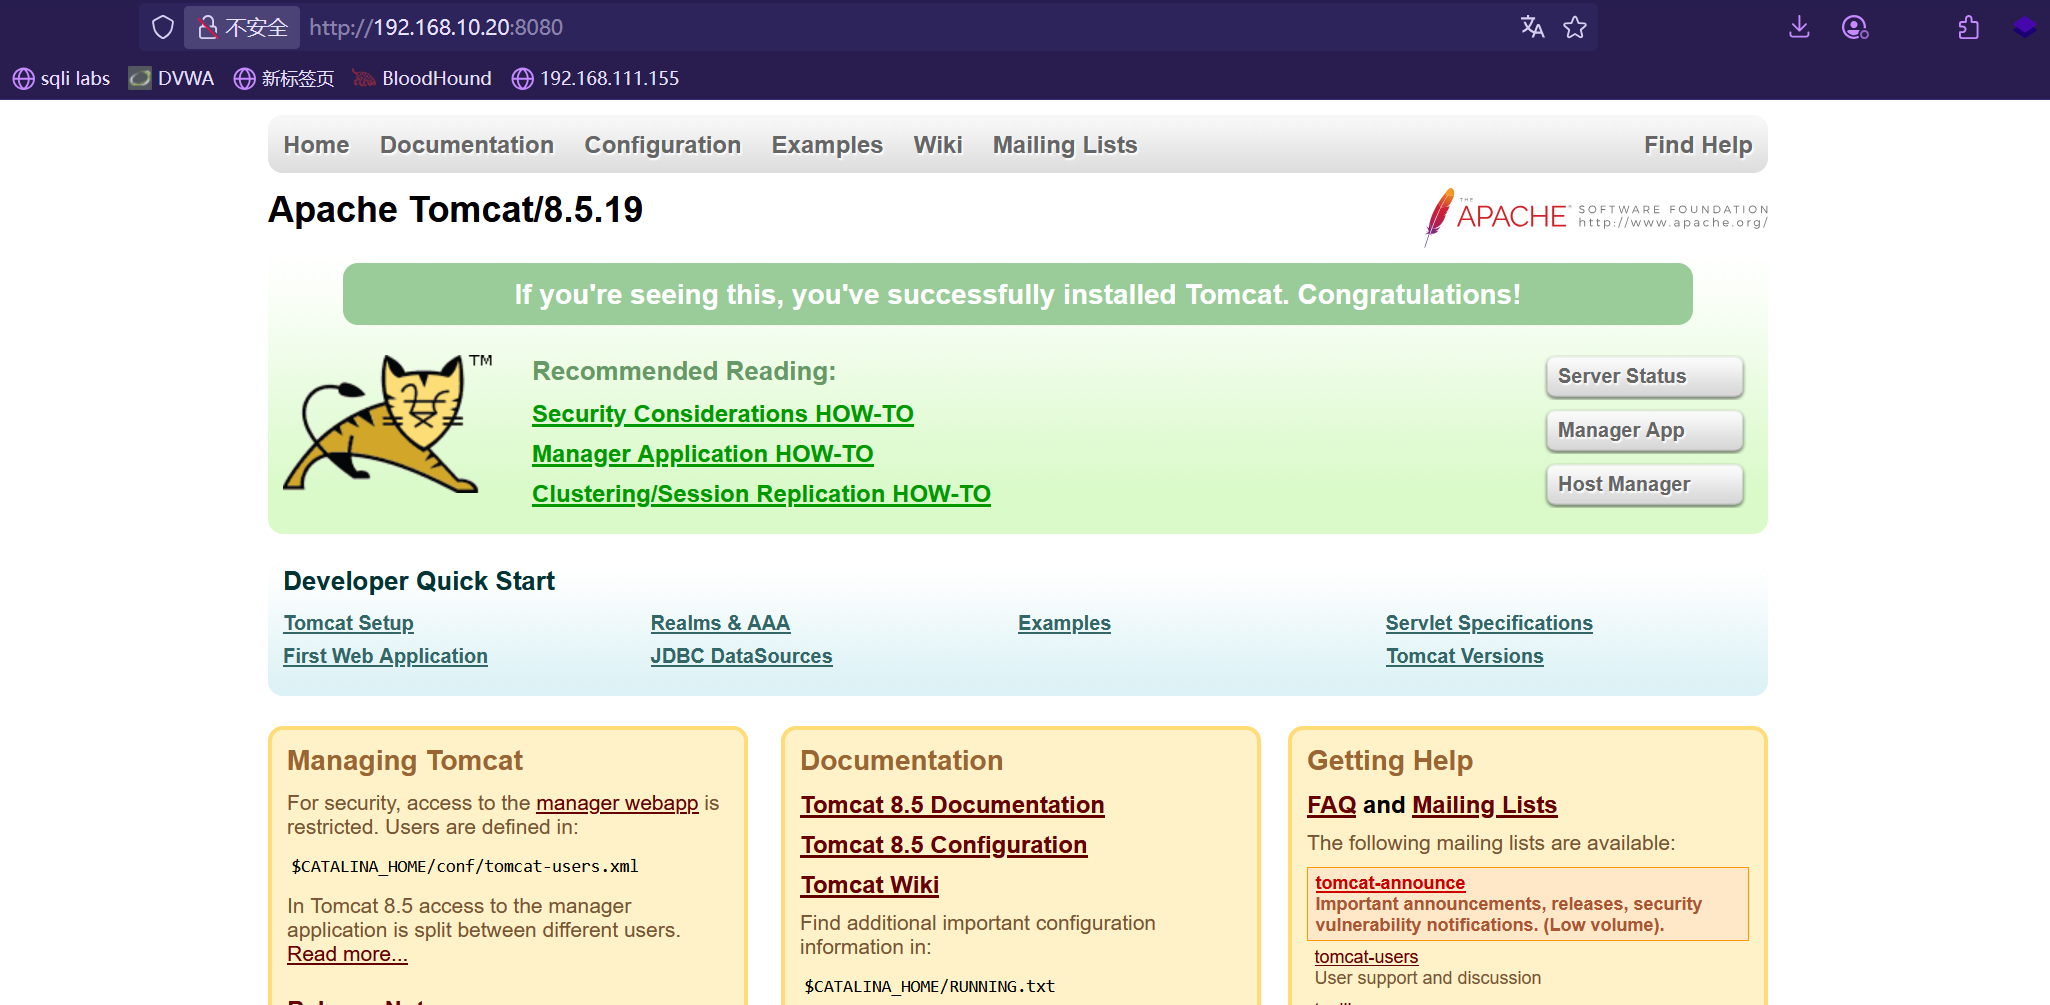 不安全 http://192.168.10.20:8080
sqli labs DVWA 新标签页 BloodHound 192.168.111.155
Home Documentation Configuration Examples Wiki Mailing Lists Find Help
Apache Tomcat/8.5.19
THE APACHE® SOFTWARE FOUNDATION
http://www.apache.org/
If you're seeing this, you've successfully installed Tomcat. Congratulations!
TM
Recommended Reading:
Security Considerations HOW-TO
Manager Application HOW-TO
Clustering/Session Replication HOW-TO
Server Status
Manager App
Host Manager
Developer Quick Start
Tomcat Setup
First Web Application
Realms & AAA
JDBC DataSources
Examples
Servlet Specifications
Tomcat Versions
Managing Tomcat
For security, access to the manager webapp is
restricted. Users are defined in:
$CATALINA_HOME/conf/tomcat-users.xml
In Tomcat 8.5 access to the manager
application is split between different users.
Read more...
Documentation
Tomcat 8.5 Documentation
Tomcat 8.5 Configuration
Tomcat Wiki
Find additional important configuration
information in:
$CATALINA_HOME/RUNNING.txt
Getting Help
FAQ and Mailing Lists
The following mailing lists are available:
tomcat-announce
Important announcements, releases, security
vulnerability notifications. (Low volume).
tomcat-users
User support and discussion